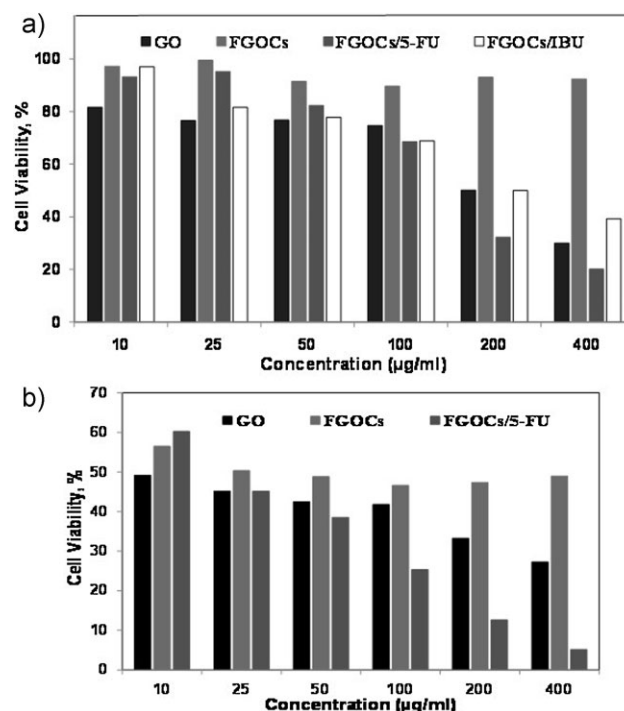 a)
GO FGOCs FGOCs/5-FU FGOCs/IBU
100
80
60
40
20
0
Cell Viability, %
10 25 50 100 200 400
Concentration (µg/ml)
b)
GO FGOCs FGOCs/5-FU
70
60
50
40
30
20
10
0
Cell Viability, %
10 25 50 100 200 400
Concentration (µg/ml)